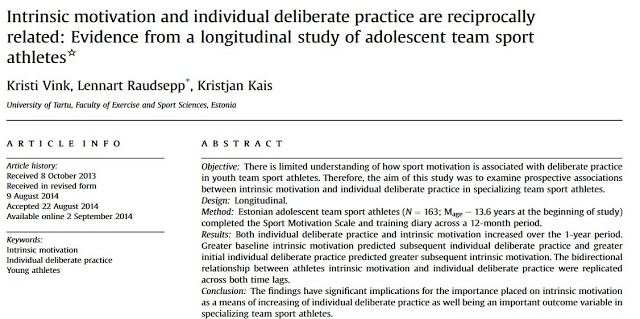 Intrinsic motivation and individual deliberate practice are reciprocally
related: Evidence from a longitudinal study of adolescent team sport
athletes☆
Kristi Vink, Lennart Raudsepp*, Kristjan Kais
University of Tartu, Faculty of Exercise and Sport Sciences, Estonia
ARTICLE INFO
Article history:
Received 8 October 2013
Received in revised form
9 August 2014
Accepted 22 August 2014
Available online 2 September 2014
Keywords:
Intrinsic motivation
Individual deliberate practice
Young athletes
ABSTRACT
Objective: There is limited understanding of how sport motivation is associated with deliberate practice
in youth team sport athletes. Therefore, the aim of this study was to examine prospective associations
between intrinsic motivation and individual deliberate practice in specializing team sport athletes.
Design: Longitudinal.
Method: Estonian adolescent team sport athletes (N = 163; Mage – 13.6 years at the beginning of study)
completed the Sport Motivation Scale and training diary across a 12-month period.
Results: Both individual deliberate practice and intrinsic motivation increased over the 1-year period.
Greater baseline intrinsic motivation predicted subsequent individual deliberate practice and greater
initial individual deliberate practice predicted greater subsequent intrinsic motivation. The bidirectional
relationship between athletes intrinsic motivation and individual deliberate practice were replicated
across both time lags.
Conclusion: The findings have significant implications for the importance placed on intrinsic motivation
as a means of increasing of individual deliberate practice as well being an important outcome variable in
specializing team sport athletes.